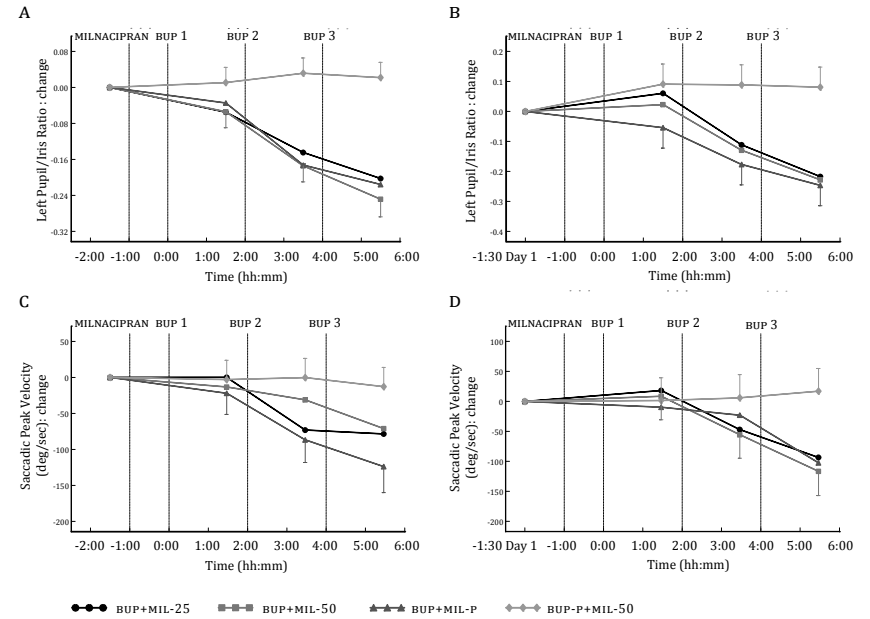 A
MILNACIPRAN BUP 1 BUP 2 BUP 3
Left Pupil/Iris Ratio : change
0.08
0.00
-0.08
-0.16
-0.24
-0.32
-2:00 -1:00 0:00 1:00 2:00 3:00 4:00 5:00 6:00
Time (hh:mm)
B
MILNACIPRAN BUP 1 BUP 2 BUP 3
Left Pupil/Iris Ratio : change
0.2
0.1
0.0
-0.1
-0.2
-0.3
-0.4
-1:30 Day 1 -1:00 0:00 1:00 2:00 3:00 4:00 5:00 6:00
Time (hh:mm)
C
MILNACIPRAN BUP 1 BUP 2 BUP 3
Saccadic Peak Velocity
(deg/sec): change
50
0
-50
-100
-150
-200
-2:00 -1:00 0:00 1:00 2:00 3:00 4:00 5:00 6:00
Time (hh:mm)
D
MILNACIPRAN BUP 1 BUP 2 BUP 3
Saccadic Peak Velocity
(deg/sec): change
100
50
0
-50
-100
-150
-200
-1:30 Day 1 -1:00 0:00 1:00 2:00 3:00 4:00 5:00 6:00
Time (hh:mm)
BUP+MIL-25 BUP+MIL-50 BUP+MIL-P BUP-P+MIL-50